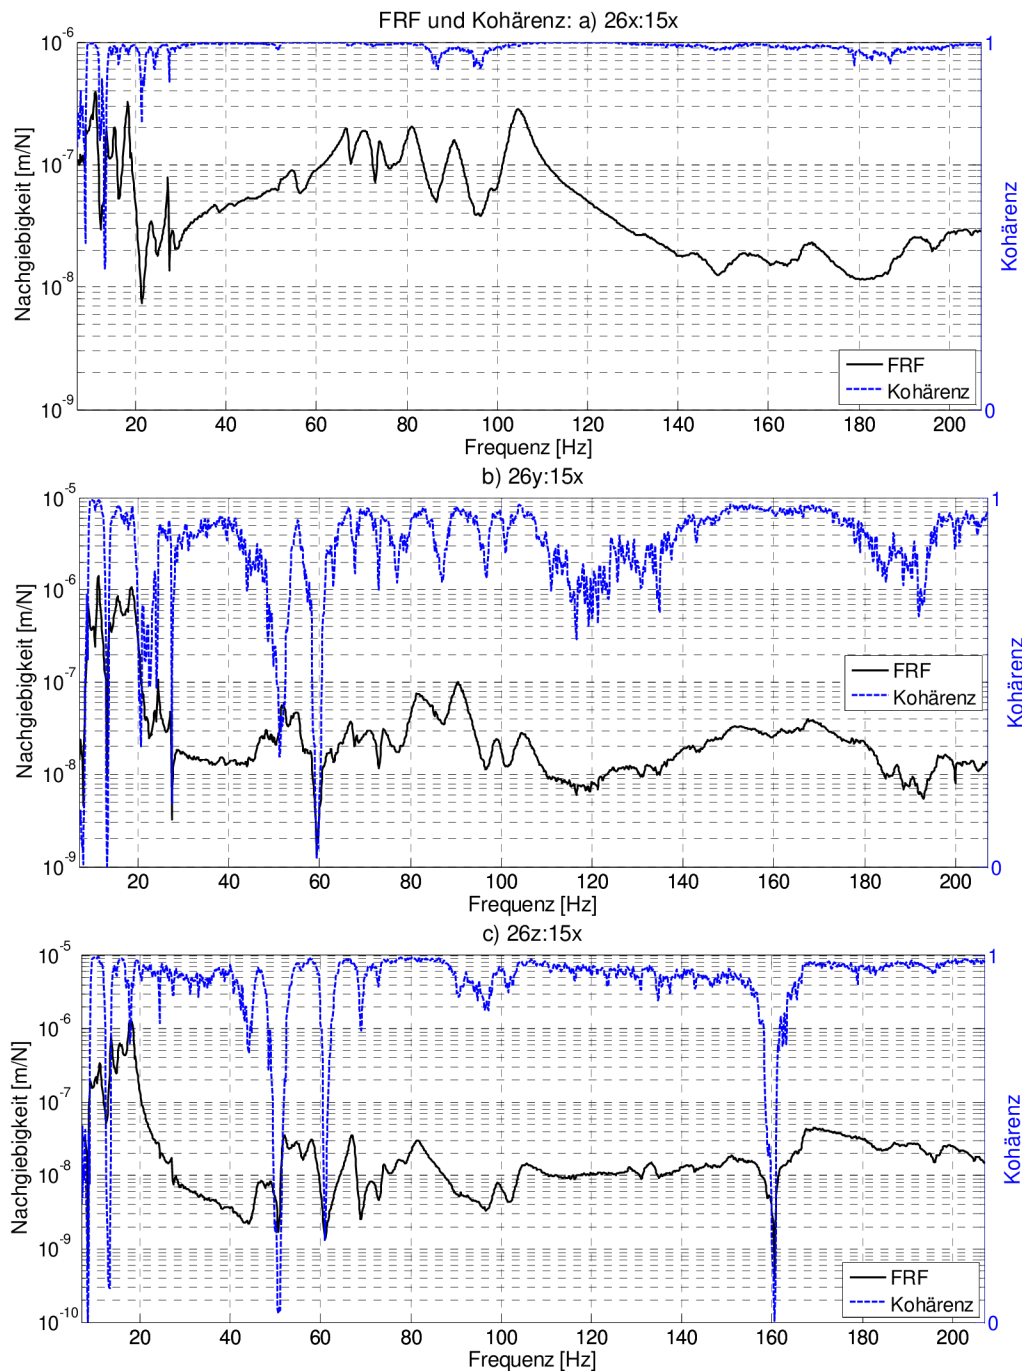 FRF und Kohärenz: a) 26x:15x
10^-6
10^-7
10^-8
10^-9
Nachgiebigkeit [m/N]
1
0
Kohärenz
FRF
Kohärenz
20 40 60 80 100 120 140 160 180 200
Frequenz [Hz]
b) 26y:15x
10^-5
10^-6
10^-7
10^-8
10^-9
Nachgiebigkeit [m/N]
1
0
Kohärenz
FRF
Kohärenz
20 40 60 80 100 120 140 160 180 200
Frequenz [Hz]
c) 26z:15x
10^-5
10^-6
10^-7
10^-8
10^-9
10^-10
Nachgiebigkeit [m/N]
1
0
Kohärenz
FRF
Kohärenz
20 40 60 80 100 120 140 160 180 200
Frequenz [Hz]